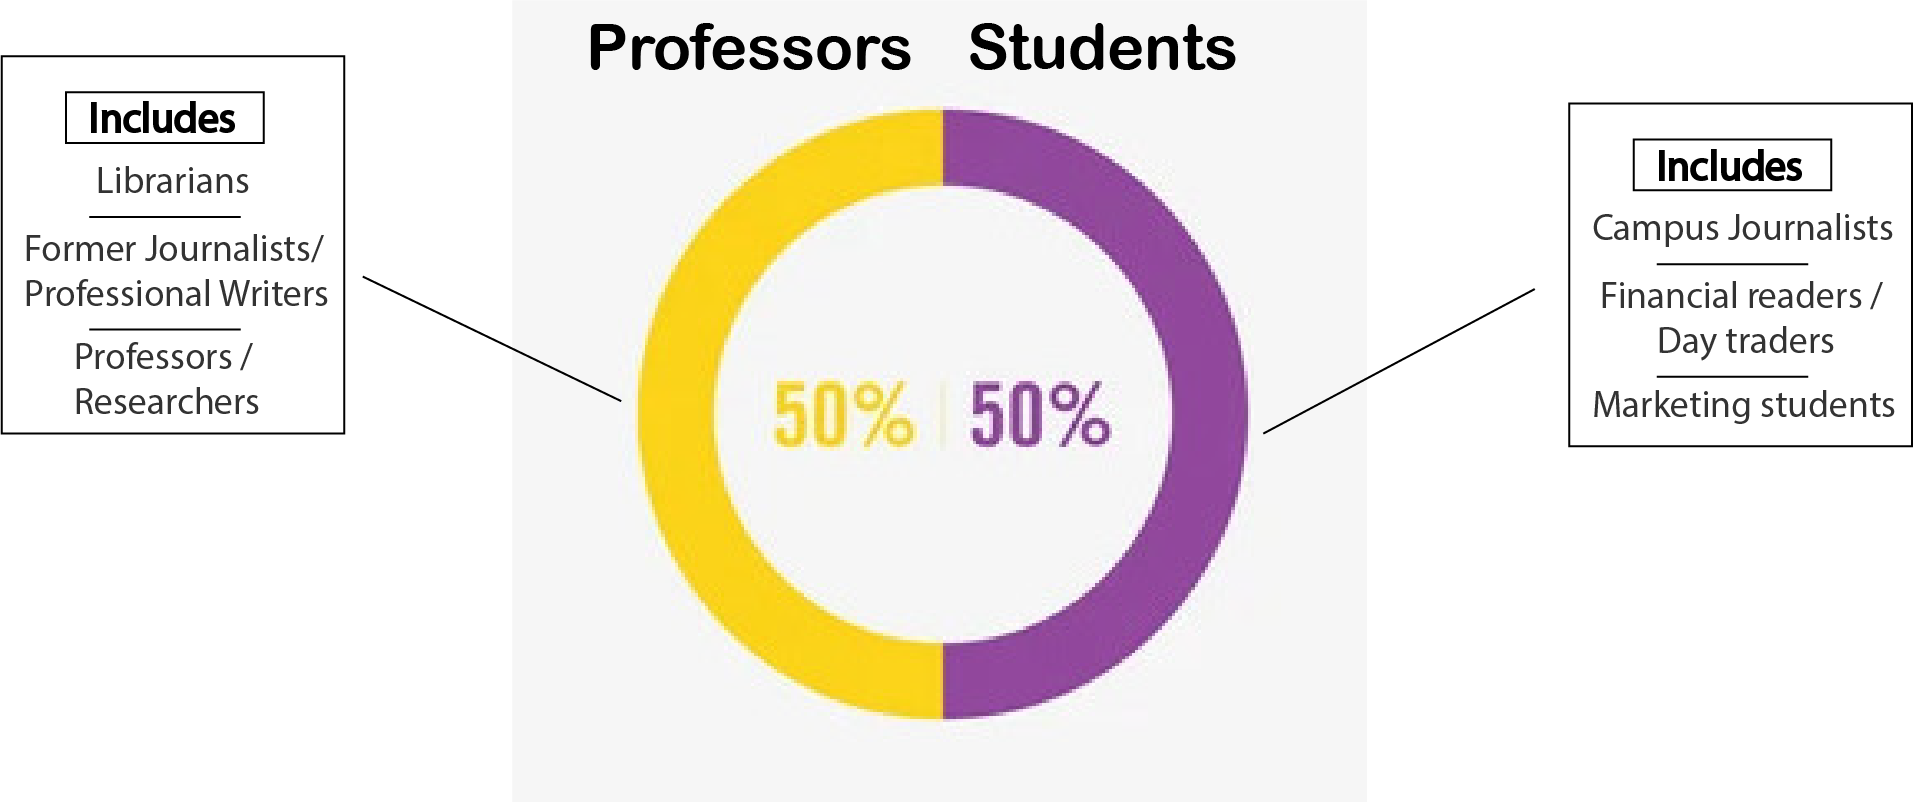 Professors Students
Includes
Librarians
Former Journalists/
Professional Writers
Professors /
Researchers
50% | 50%
Includes
Campus Journalists
Financial readers /
Day traders
Marketing students